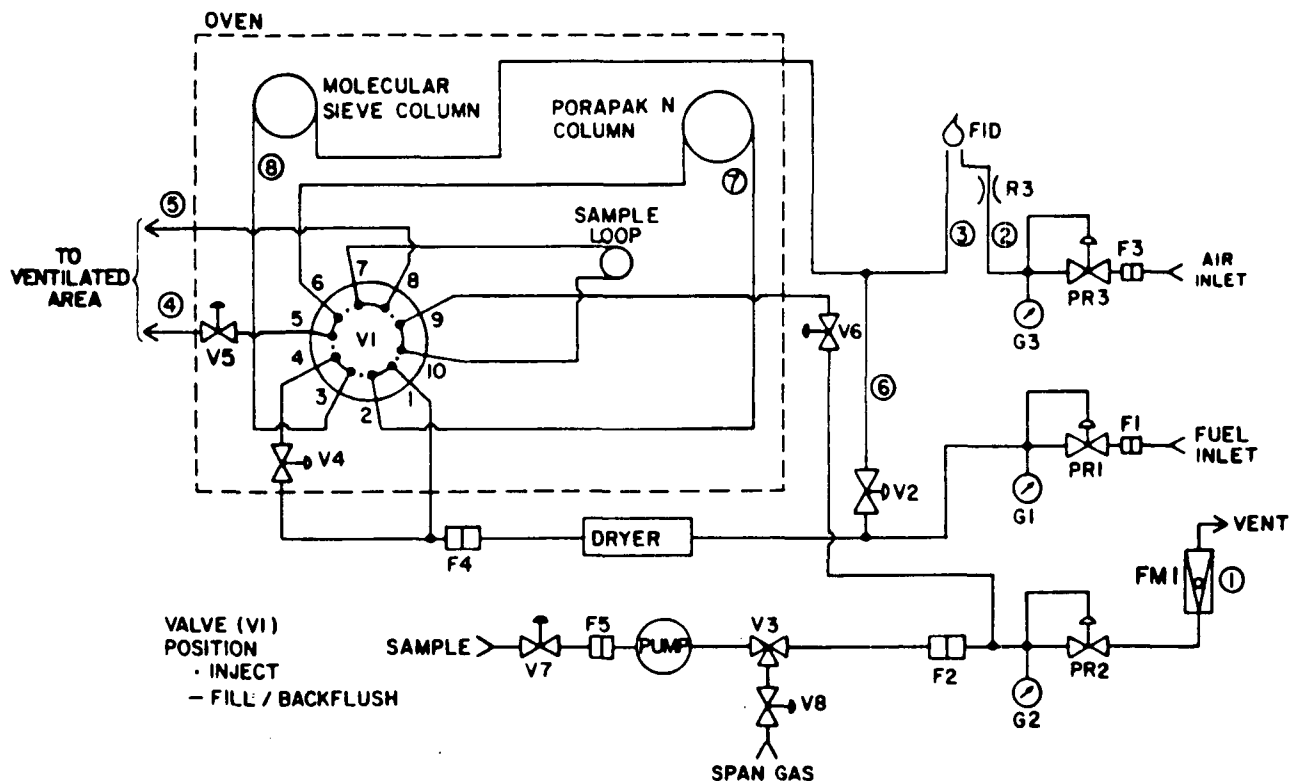 OVEN
MOLECULAR
SIEVE COLUMN
PORAPAK N
COLUMN
FID
⑧
⑦
R3
⑤
③
②
SAMPLE
LOOP
F3
AIR
INLET
TO
VENTILATED
AREA
7
8
6
PR3
④
5
9
V1
V6
G3
V5
4
10
3
1
2
⑥
F1
FUEL
INLET
V4
V2
PR1
G1
VENT
DRYER
F4
FM1
①
VALVE (V1)
POSITION
· INJECT
– FILL / BACKFLUSH
SAMPLE
F5
PUMP
V3
V7
F2
PR2
V8
G2
SPAN GAS